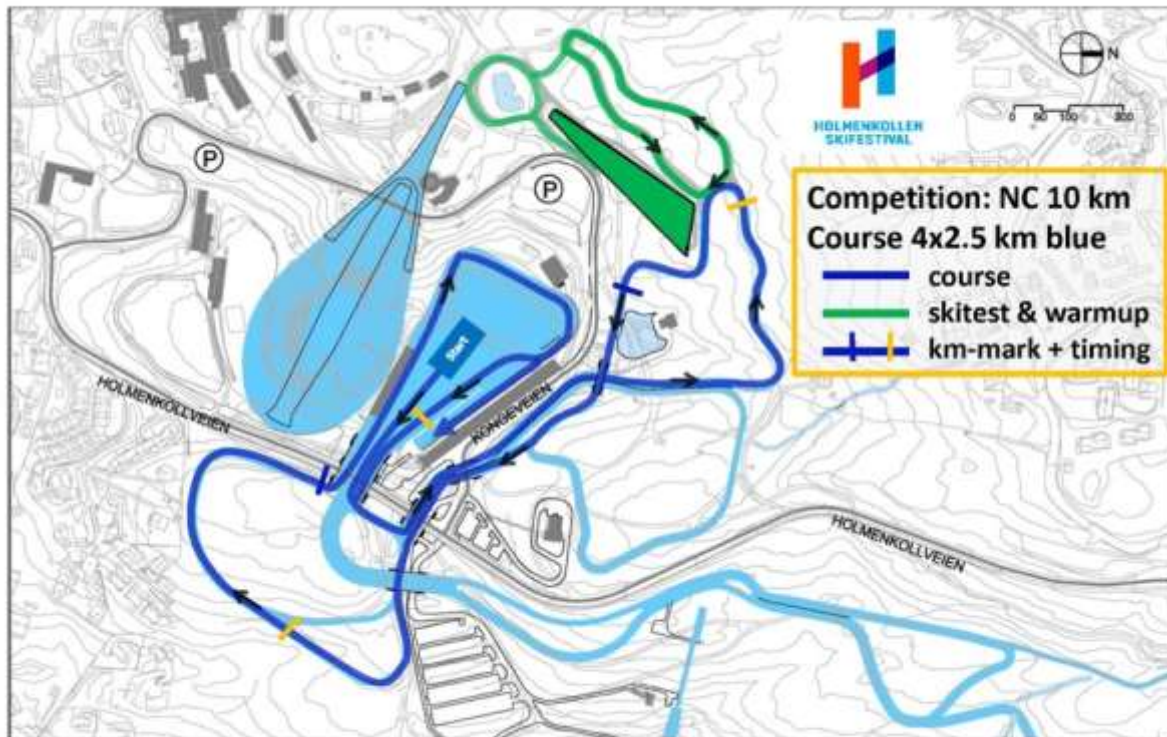 N
HOLMENKOLLEN
SKIFESTIVAL
0 50 100 200
P
P
Competition: NC 10 km
Course 4x2.5 km blue
course
skitest & warmup
km-mark + timing
Start
HOLMENKOLLVEIEN
KONGEVEIEN
HOLMENKOLLVEIEN